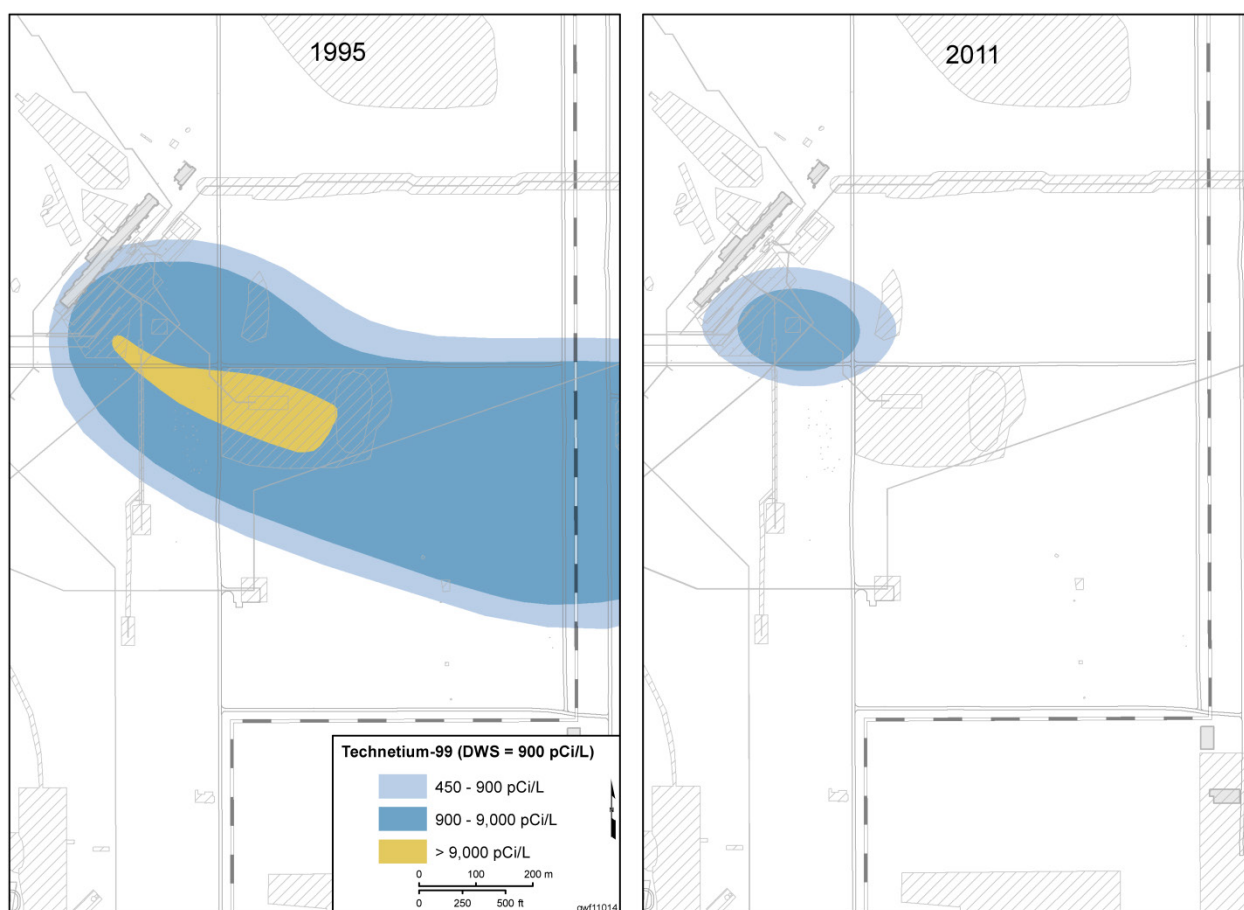 1995
2011
Technetium-99 (DWS = 900 pCi/L)
450 - 900 pCi/L
900 - 9,000 pCi/L
> 9,000 pCi/L
0 100 200 m
0 250 500 ft
gwf11014